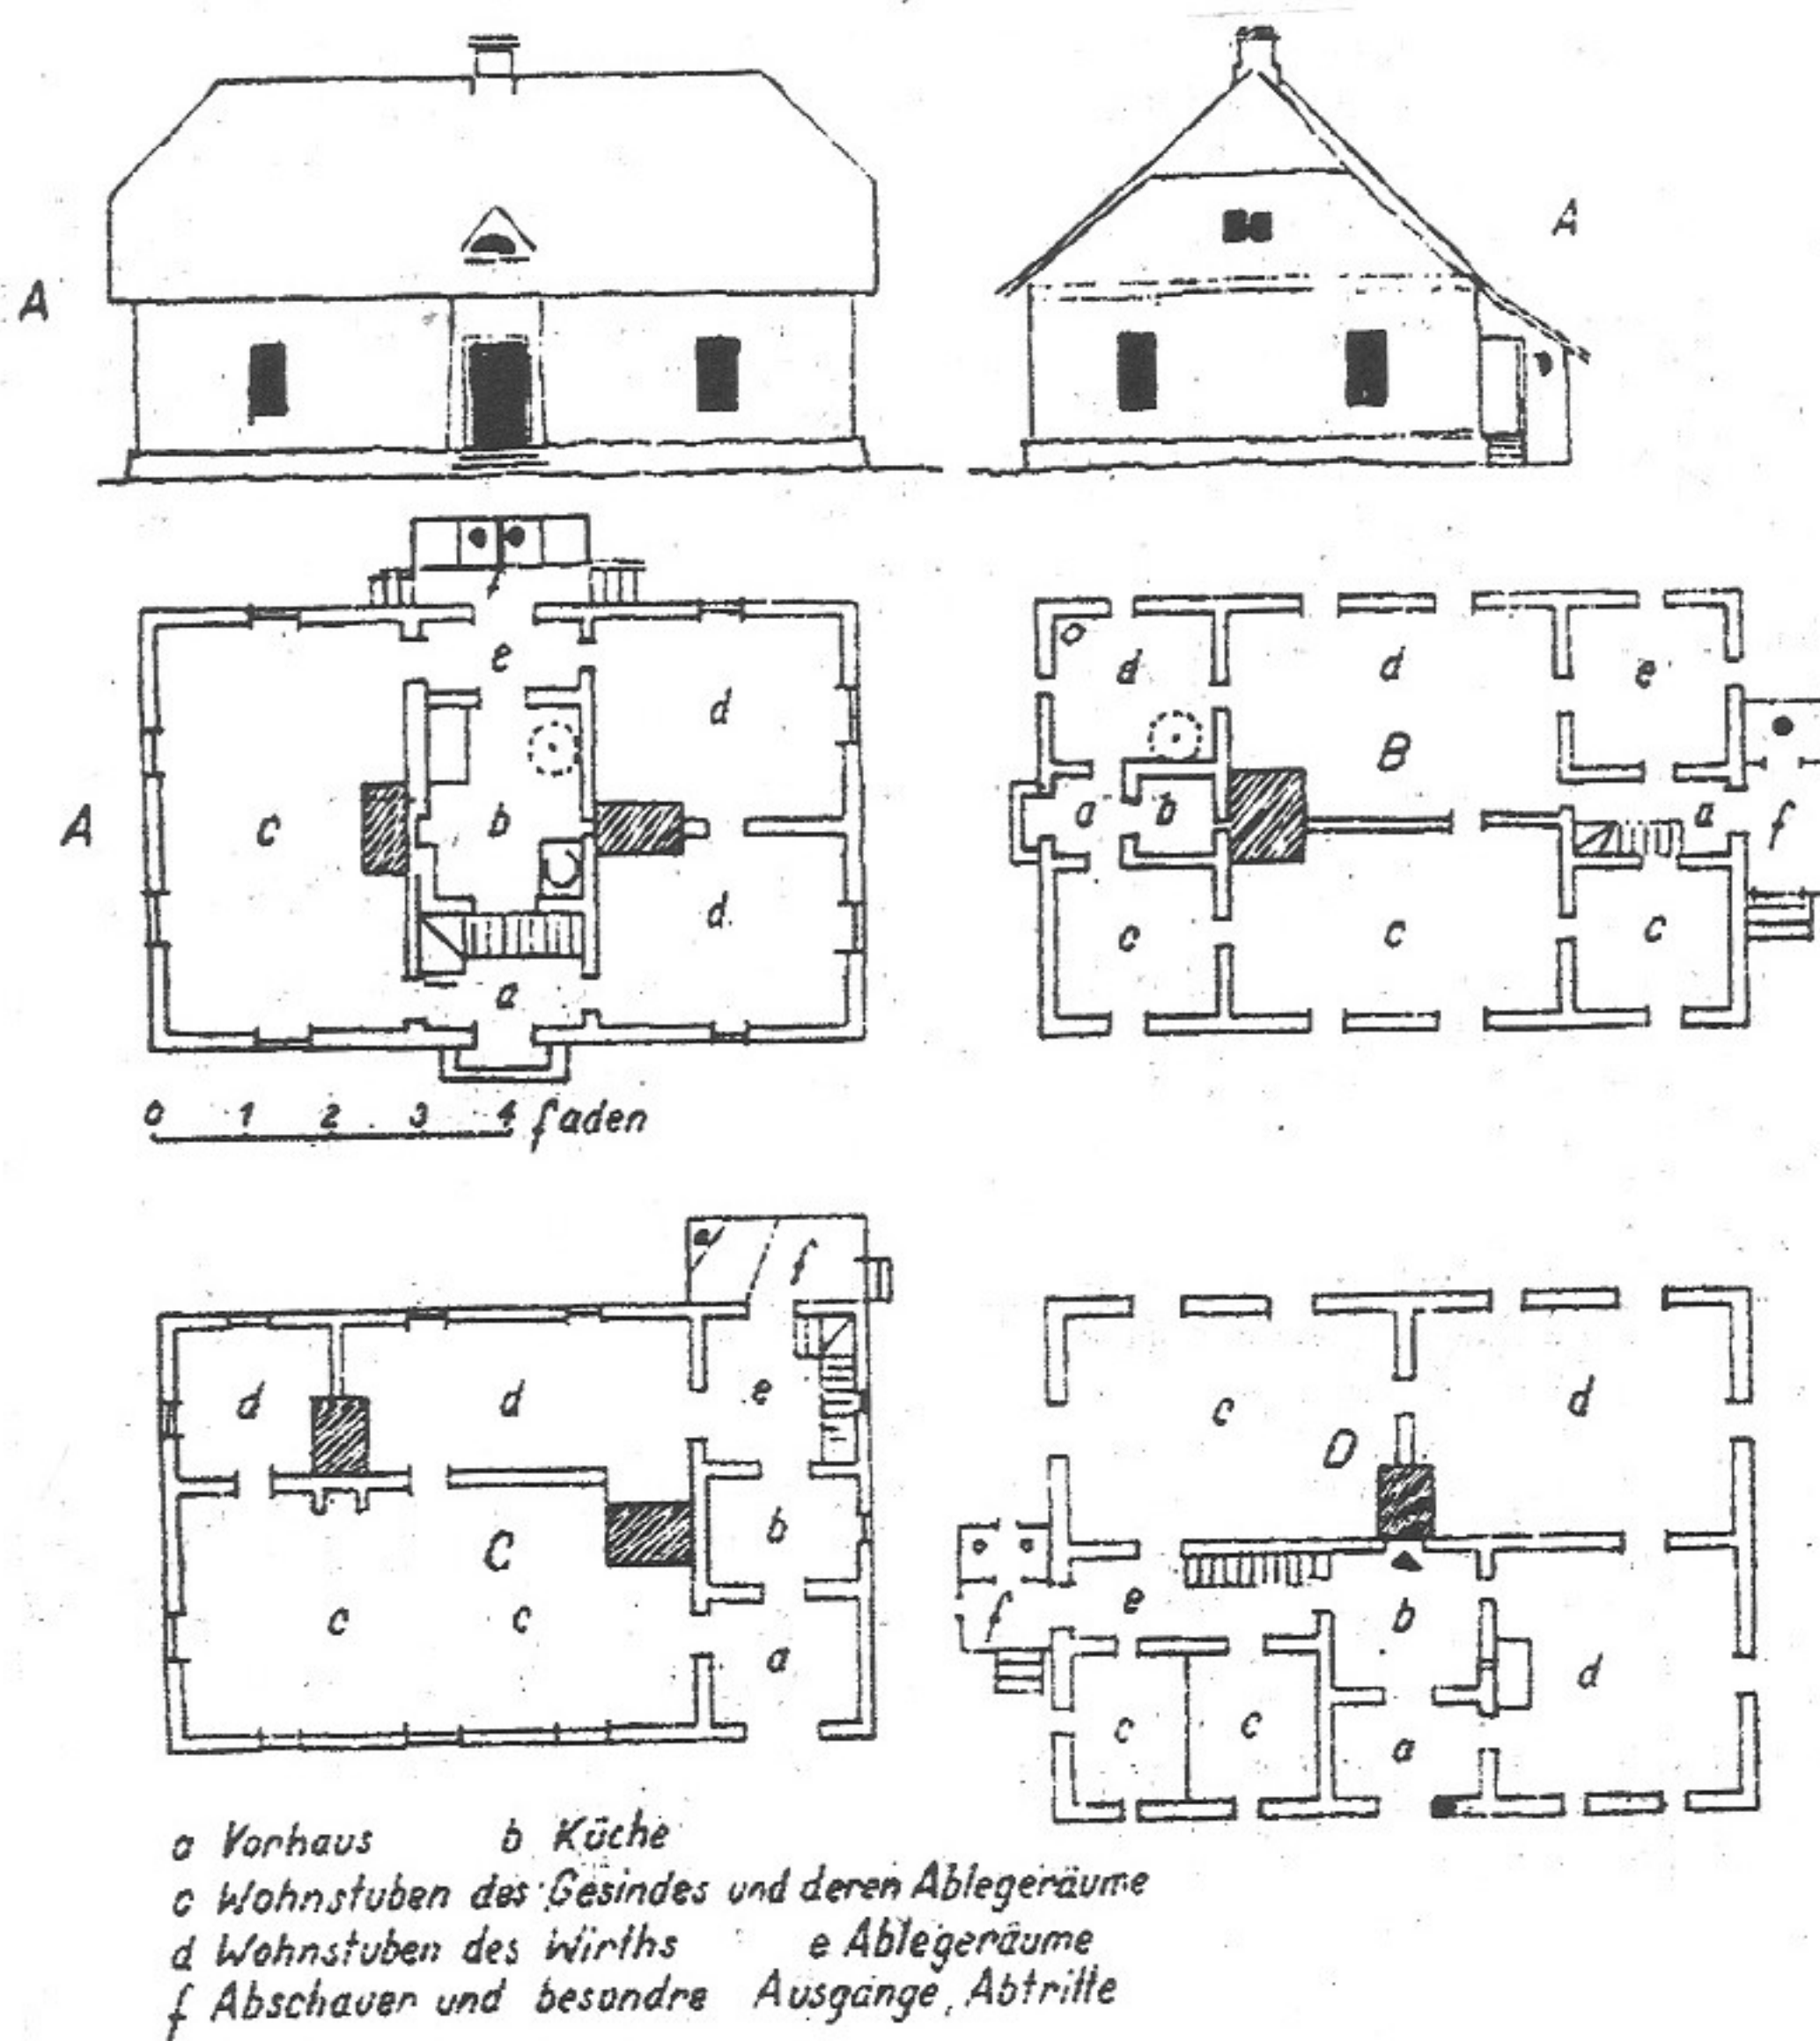 A
A
e
d
A
c
b
d
a
0 1 2 3 4 faden
d
d
e
B
a
b
a
f
c
c
c
f
d
d
e
C
b
c
c
a
c
d
D
f
e
b
d
c
c
a
a Vorhaus b Küche
c Wohnstuben des Gesindes und deren Ablegeräume
d Wohnstuben des Wirths e Ablegeräume
f Abschauer und besondre Ausgänge, Abtritte